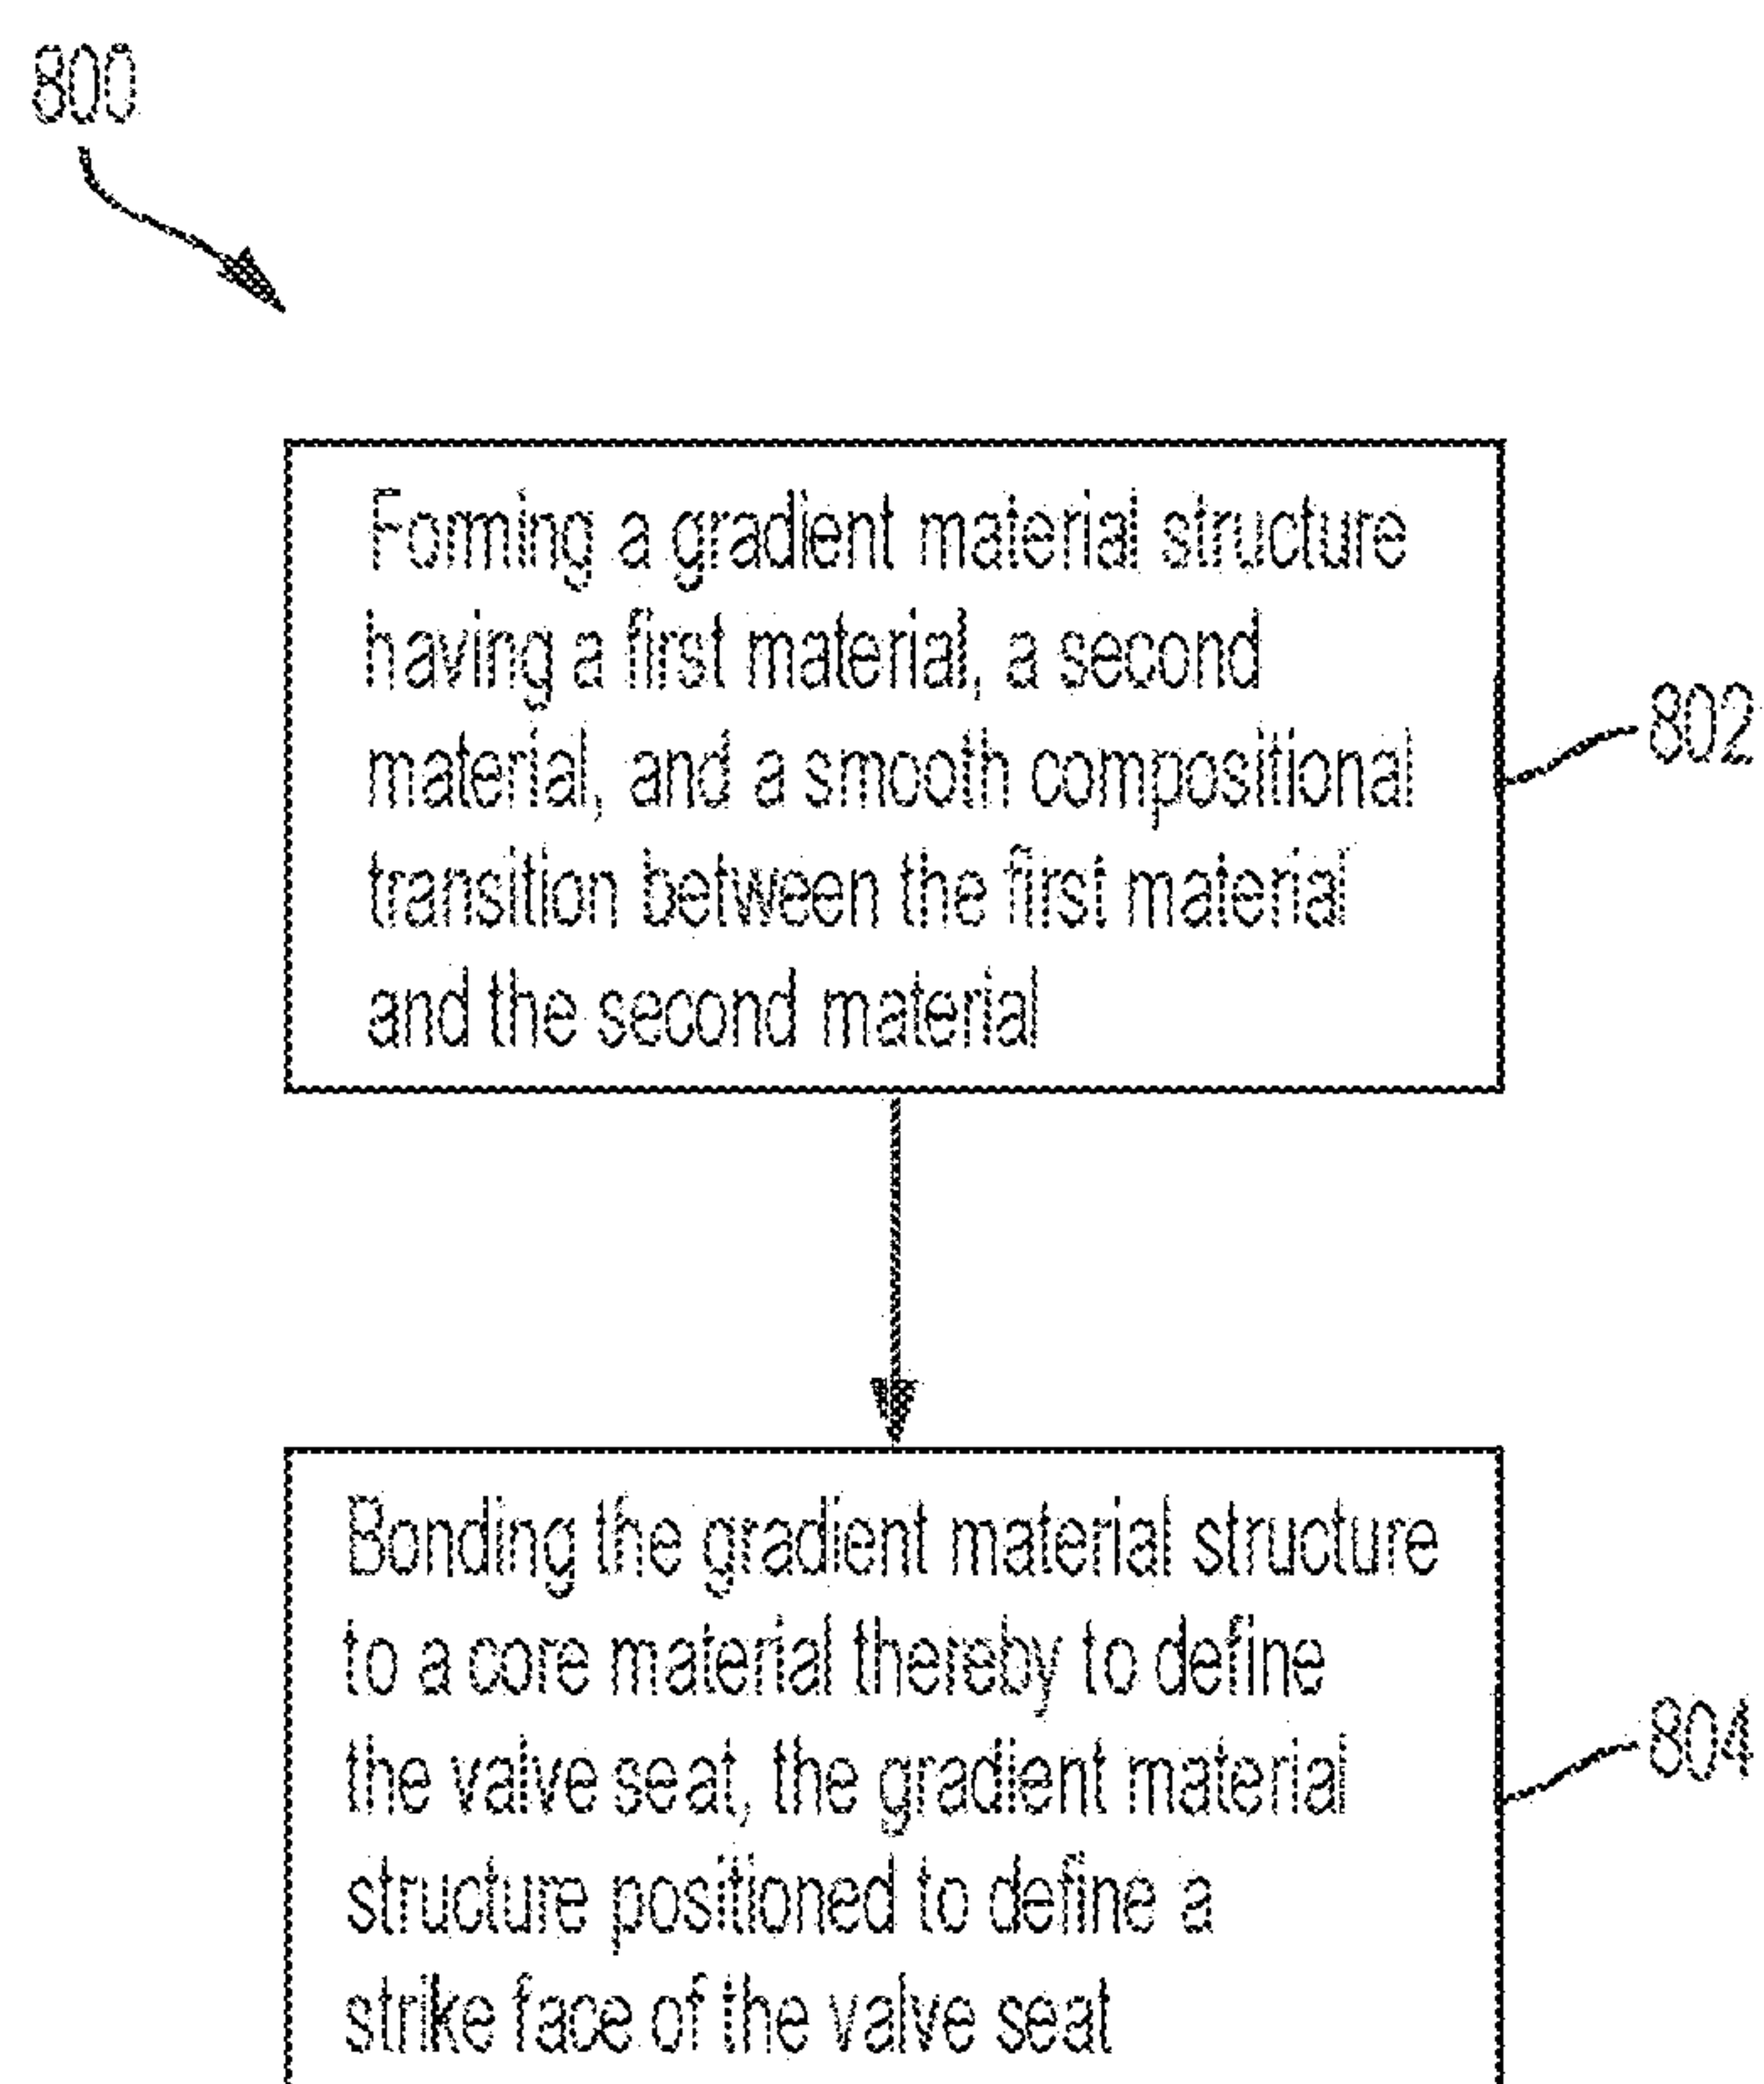 800
Forming a gradient material structure
having a first material, a second
material, and a smooth compositional
transition between the first material
and the second material
802
Bonding the gradient material structure
to a core material thereby to define
the valve seat, the gradient material
structure positioned to define a
strike face of the valve seat
804